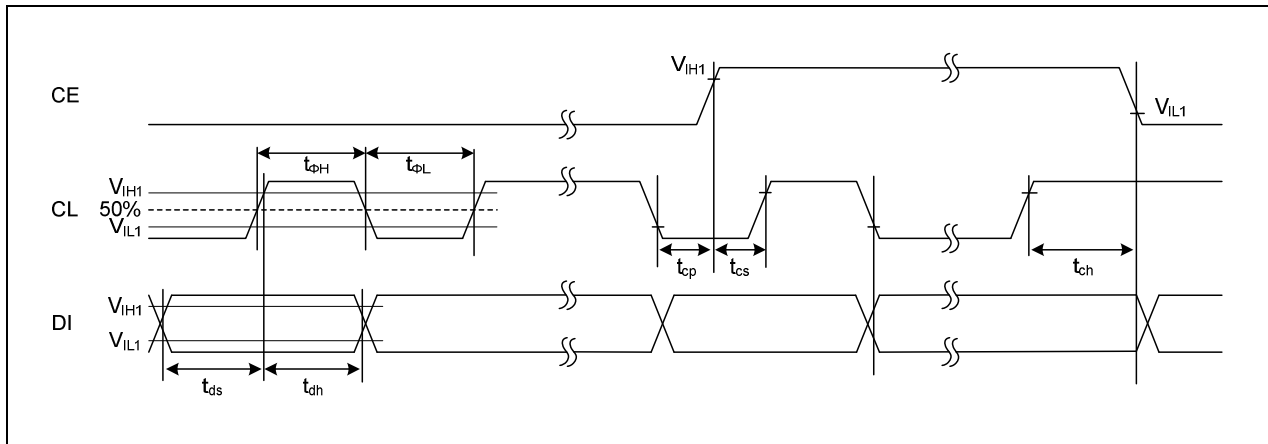 V_IH1
CE
V_IL1
t_ΦH
t_ΦL
V_IH1
CL
50%
V_IL1
t_cp
t_cs
t_ch
V_IH1
DI
V_IL1
t_ds
t_dh